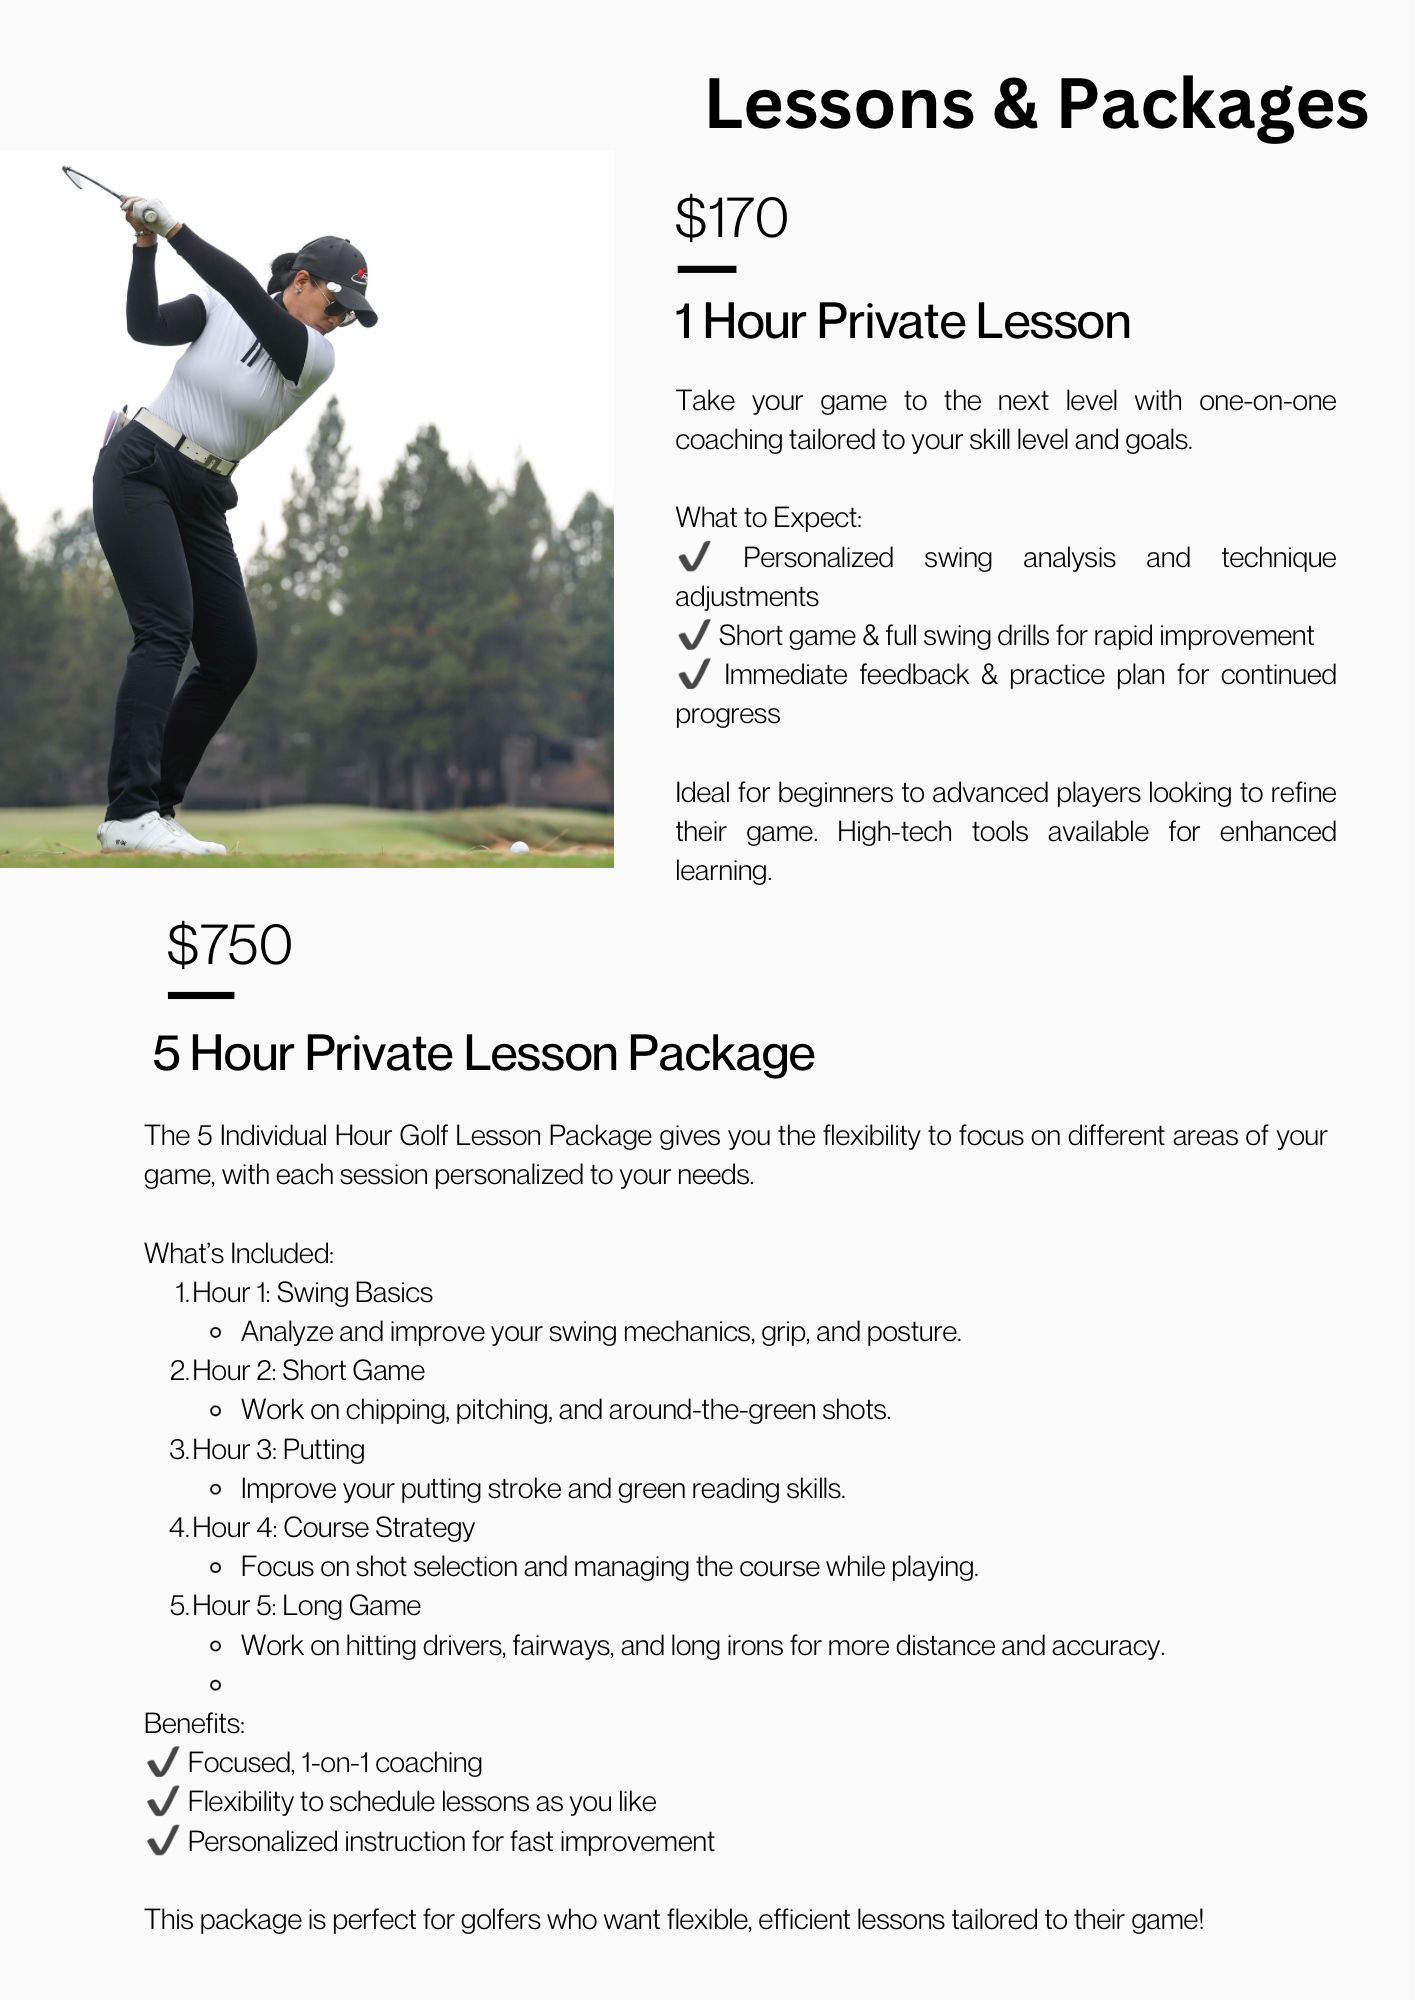 Lessons & Packages
$170
1 Hour Private Lesson
Take your game to the next level with one-on-one
coaching tailored to your skill level and goals.
What to Expect:
✔ Personalized swing analysis and technique
adjustments
✔ Short game & full swing drills for rapid improvement
✔ Immediate feedback & practice plan for continued
progress
Ideal for beginners to advanced players looking to refine
their game. High-tech tools available for enhanced
learning.
$750
5 Hour Private Lesson Package
The 5 Individual Hour Golf Lesson Package gives you the flexibility to focus on different areas of your
game, with each session personalized to your needs.
What's Included:
1. Hour 1: Swing Basics
○ Analyze and improve your swing mechanics, grip, and posture.
2. Hour 2: Short Game
○ Work on chipping, pitching, and around-the-green shots.
3. Hour 3: Putting
○ Improve your putting stroke and green reading skills.
4. Hour 4: Course Strategy
○ Focus on shot selection and managing the course while playing.
5. Hour 5: Long Game
○ Work on hitting drivers, fairways, and long irons for more distance and accuracy.
○
Benefits:
✔ Focused, 1-on-1 coaching
✔ Flexibility to schedule lessons as you like
✔ Personalized instruction for fast improvement
This package is perfect for golfers who want flexible, efficient lessons tailored to their game!